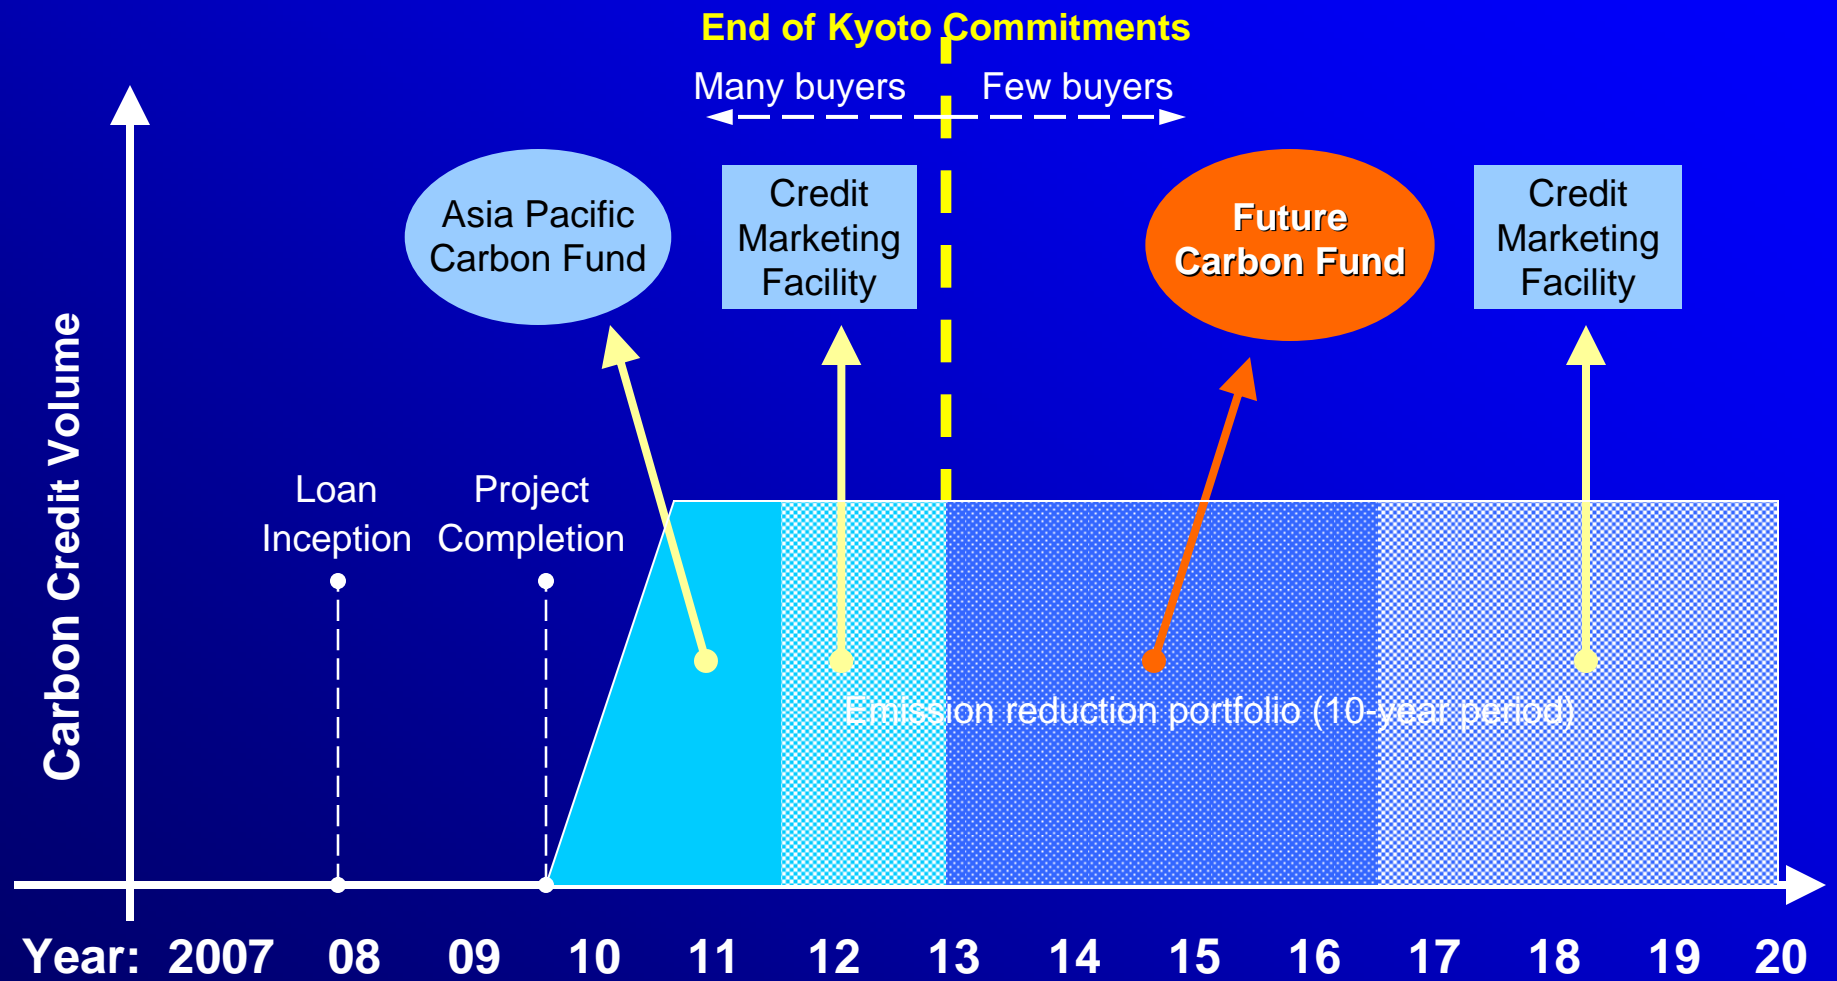 End of Kyoto Commitments
Many buyers
Few buyers
Asia Pacific
Carbon Fund
Credit
Marketing
Facility
Future
Carbon Fund
Credit
Marketing
Facility
Carbon Credit Volume
Loan
Inception
Project
Completion
Emission reduction portfolio (10-year period)
Year: 2007 08 09 10 11 12 13 14 15 16 17 18 19 20